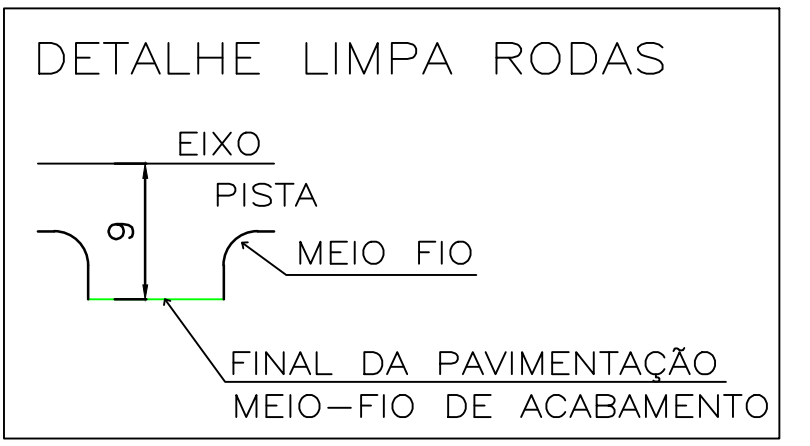 DETALHE LIMPA RODAS
EIXO
PISTA
9
MEIO FIO
FINAL DA PAVIMENTAÇÃO
MEIO-FIO DE ACABAMENTO